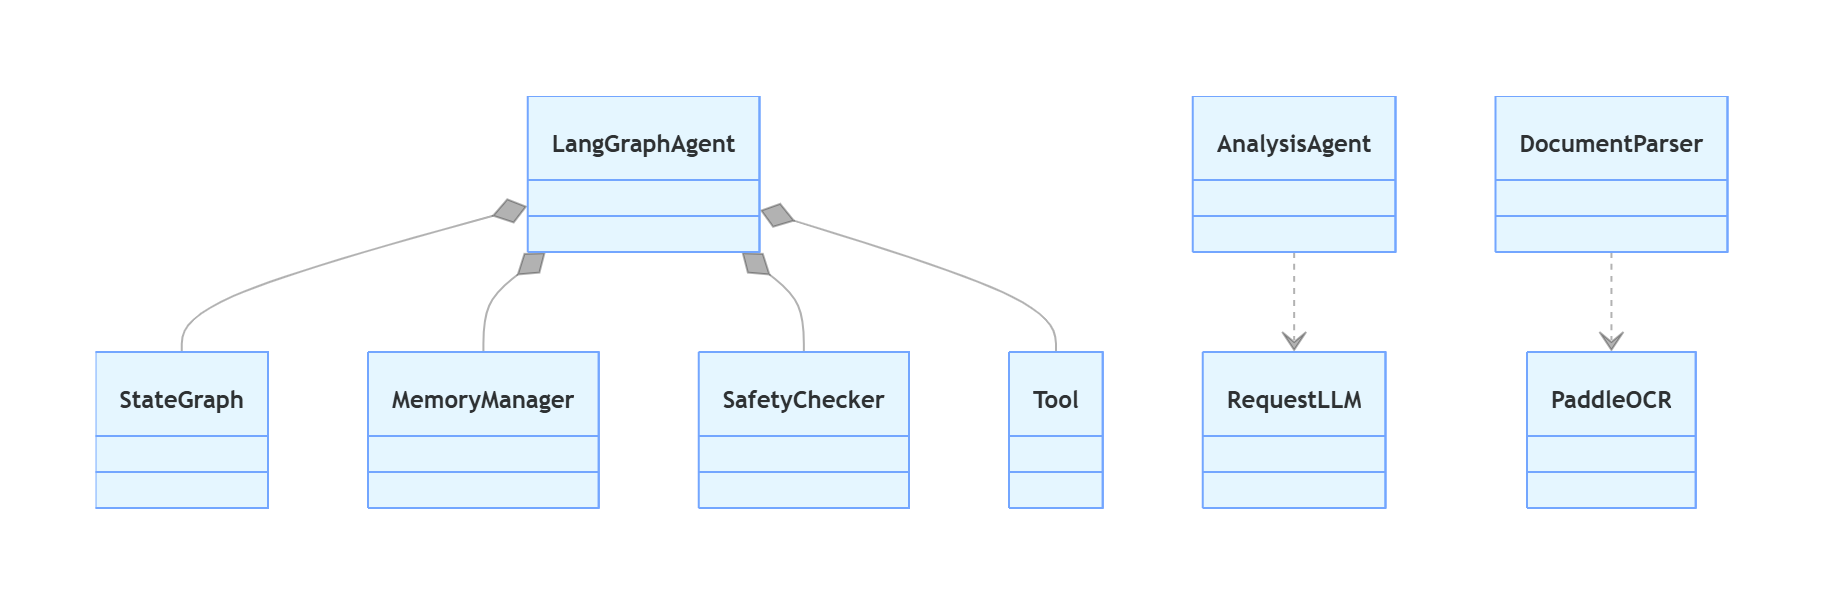 LangGraphAgent
AnalysisAgent
DocumentParser
StateGraph
MemoryManager
SafetyChecker
Tool
RequestLLM
PaddleOCR